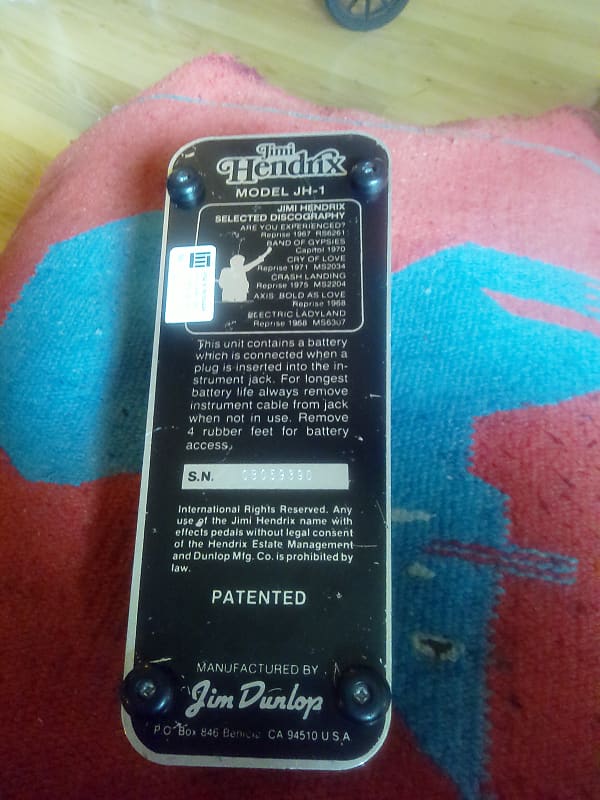 Jimi
Hendrix
MODEL JH-1
JIMI HENDRIX
SELECTED DISCOGRAPHY
ARE YOU EXPERIENCED?
Reprise 1967 RS6261
BAND OF GYPSIES
Capitol 1970
CRY OF LOVE
Reprise 1971 MS2034
CRASH LANDING
Reprise 1975 MS2204
AXIS: BOLD AS LOVE
Reprise 1968
ELECTRIC LADYLAND
Reprise 1968 MS6307
This unit contains a battery
which is connected when a
plug is inserted into the in-
strument jack. For longest
battery life always remove
instrument cable from jack
when not in use. Remove
4 rubber feet for battery
access.
S.N.
International Rights Reserved. Any
use of the Jimi Hendrix name with
effects pedals without legal consent
of the Hendrix Estate Management
and Dunlop Mfg. Co. is prohibited by
law.
PATENTED
MANUFACTURED BY
Jim Dunlop
P.O. Box 846 Benicia, CA 94510 U.S.A.